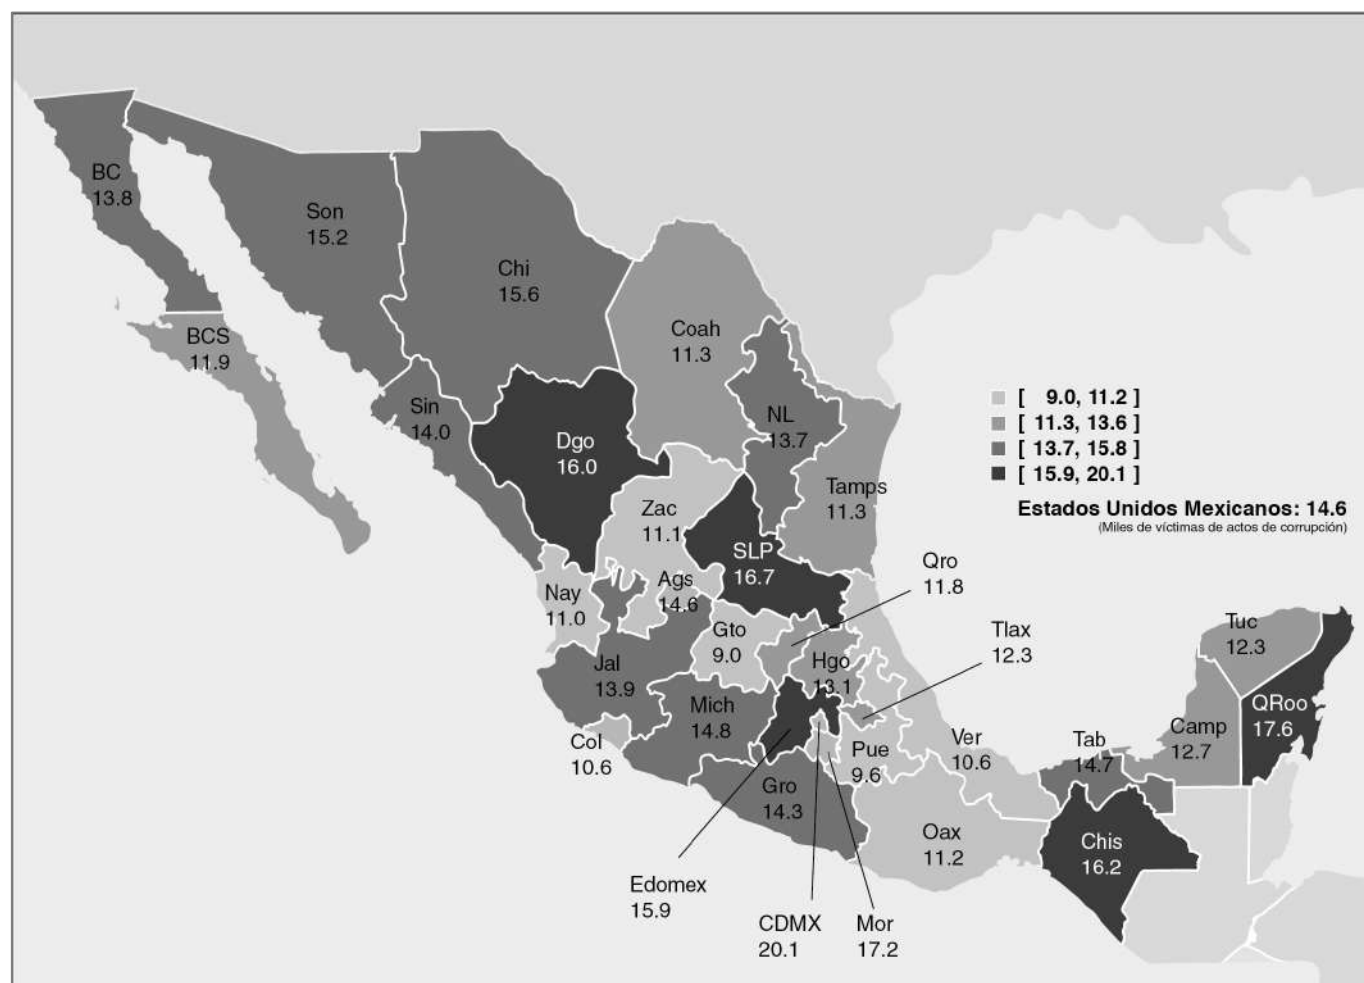 BC
13.8
Son
15.2
Chi
15.6
BCS
11.9
Coah
11.3
Sin
14.0
NL
13.7
Dgo
16.0
Tamps
11.3
Zac
11.1
SLP
16.7
Nay
11.0
Ags
14.6
Gto
9.0
Qro
11.8
Tlax
12.3
Hgo
13.1
Jal
13.9
Mich
14.8
Col
10.6
Pue
9.6
Ver
10.6
Gro
14.3
Oax
11.2
Edomex
15.9
CDMX
20.1
Mor
17.2
Tab
14.7
Chis
16.2
Camp
12.7
Tuc
12.3
QRoo
17.6
[ 9.0, 11.2 ]
[ 11.3, 13.6 ]
[ 13.7, 15.8 ]
[ 15.9, 20.1 ]
Estados Unidos Mexicanos: 14.6
(Miles de víctimas de actos de corrupción)